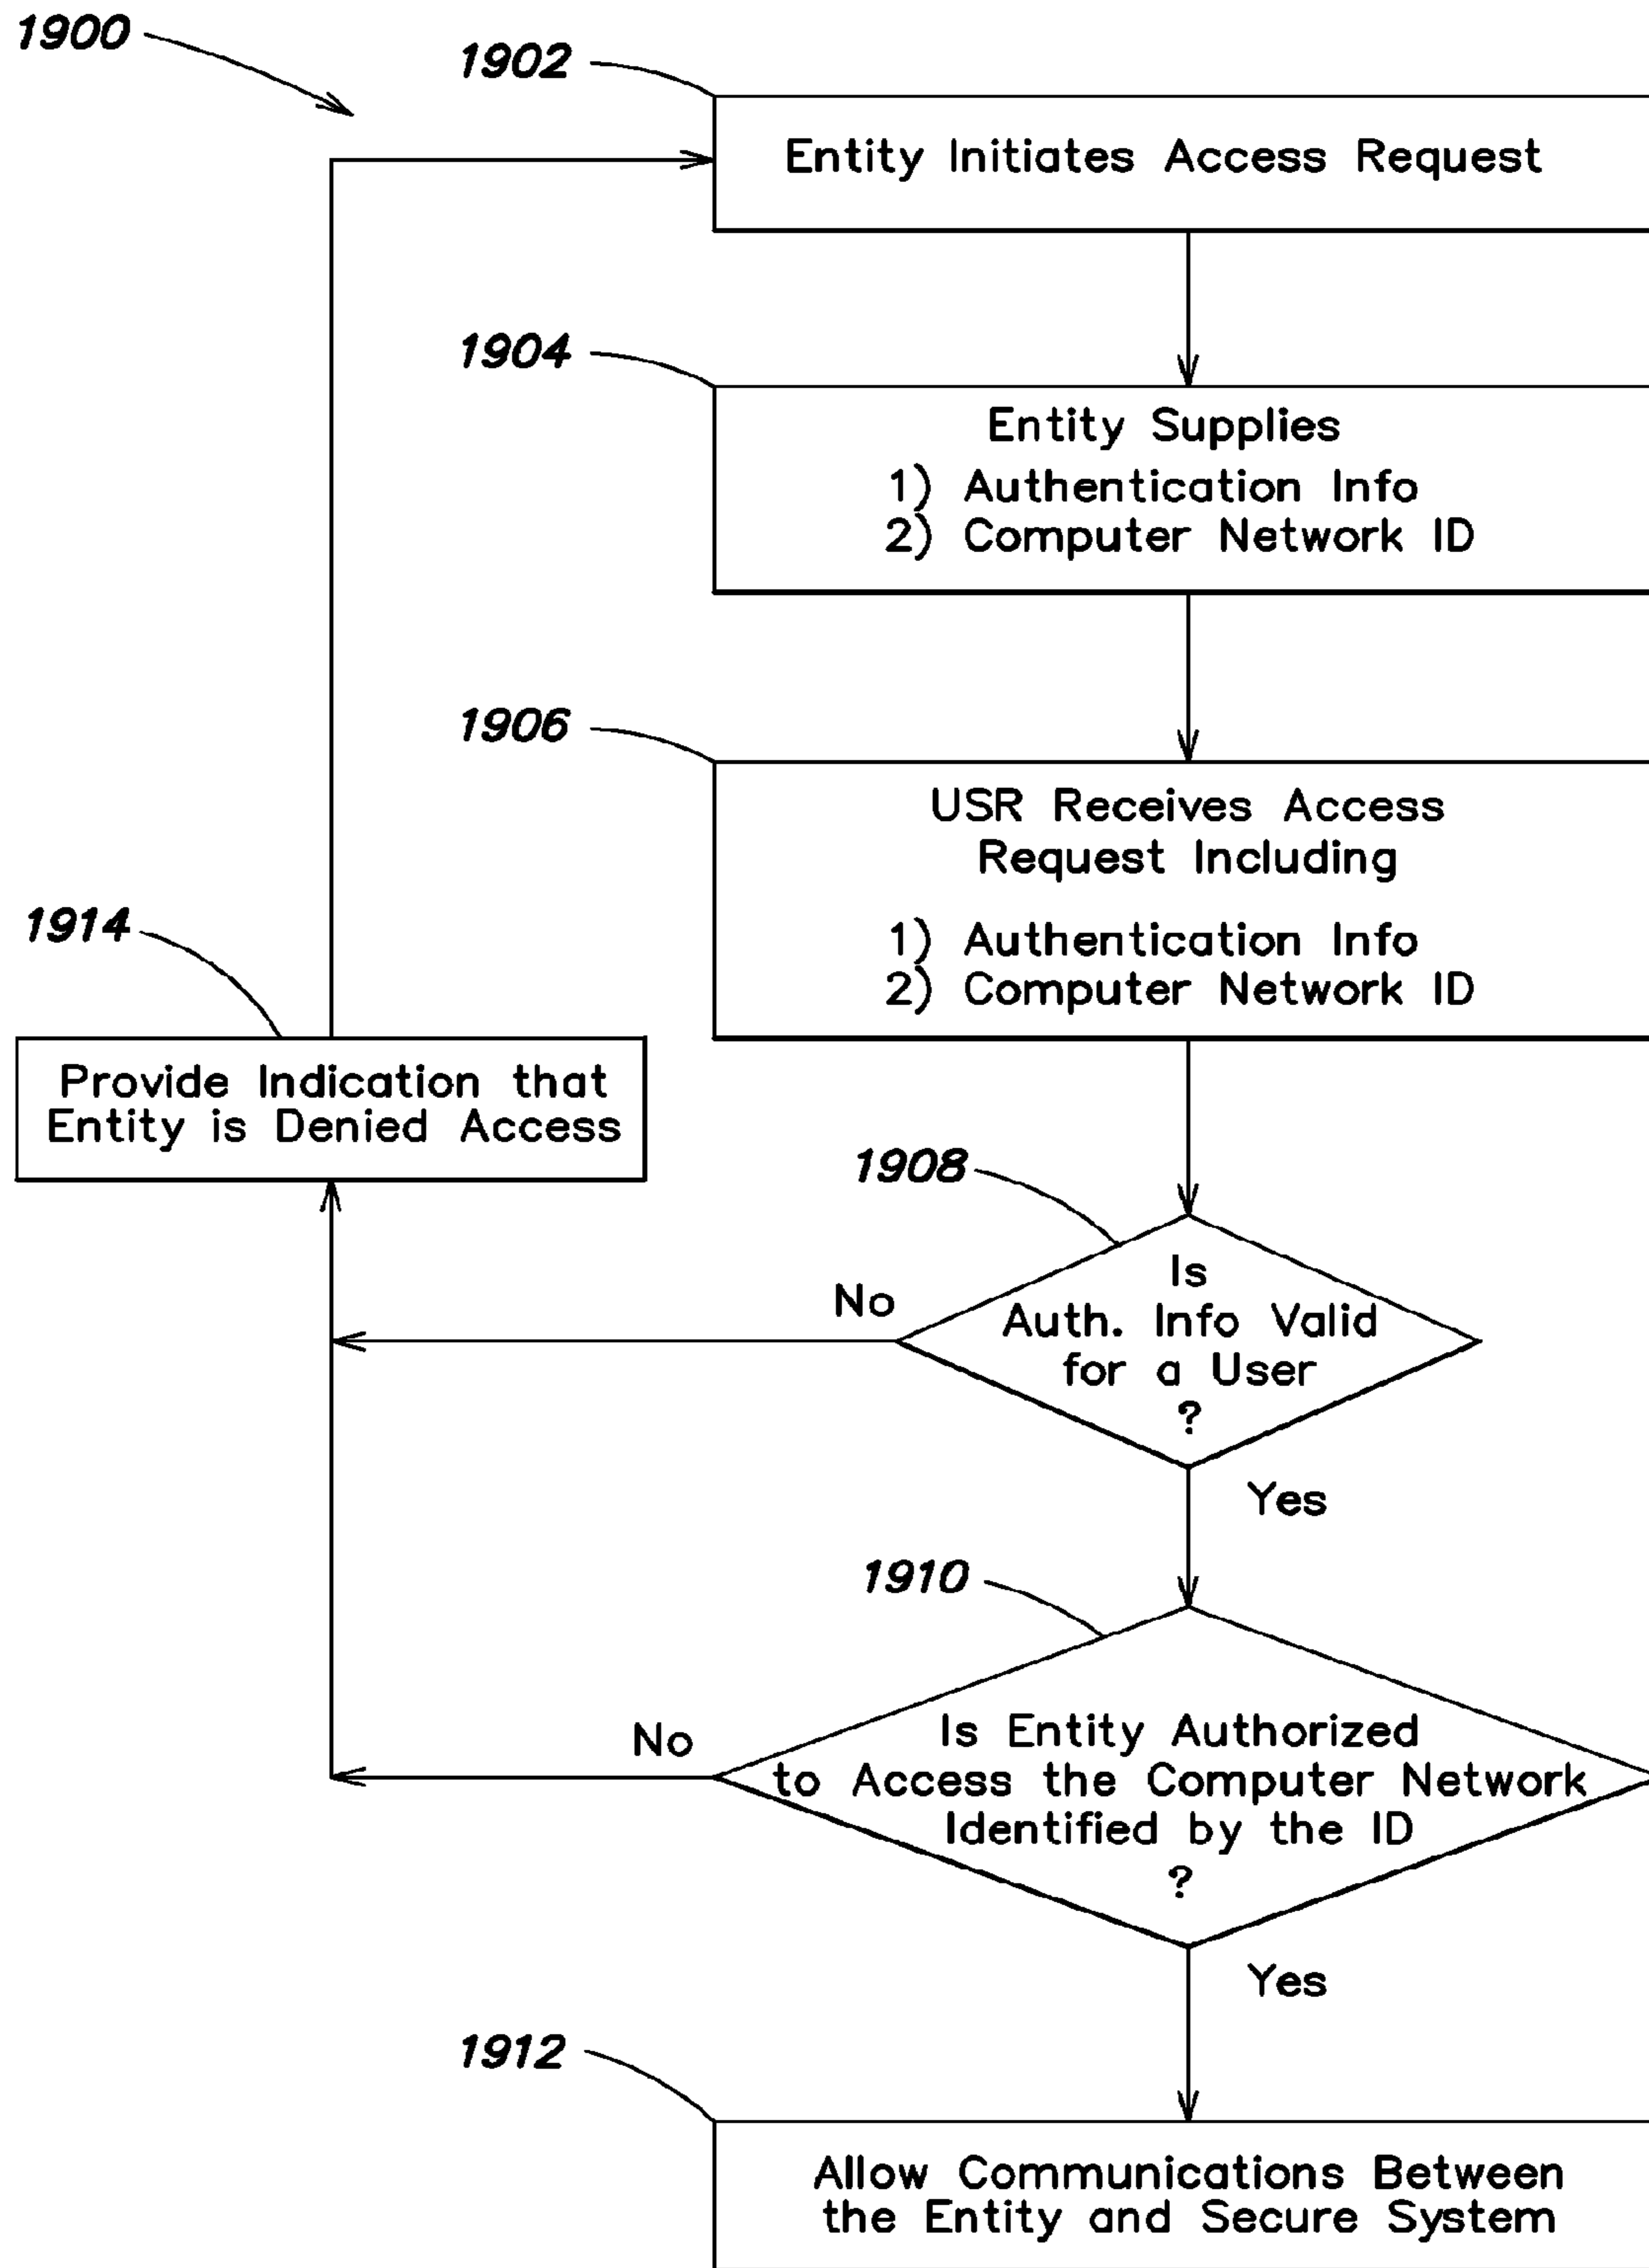 1900
1902
Entity Initiates Access Request
1904
Entity Supplies
1) Authentication Info
2) Computer Network ID
1906
USR Receives Access
Request Including
1) Authentication Info
2) Computer Network ID
1914
Provide Indication that
Entity is Denied Access
1908
Is
Auth. Info Valid
for a User
?
No
Yes
1910
Is Entity Authorized
to Access the Computer Network
Identified by the ID
?
No
Yes
1912
Allow Communications Between
the Entity and Secure System